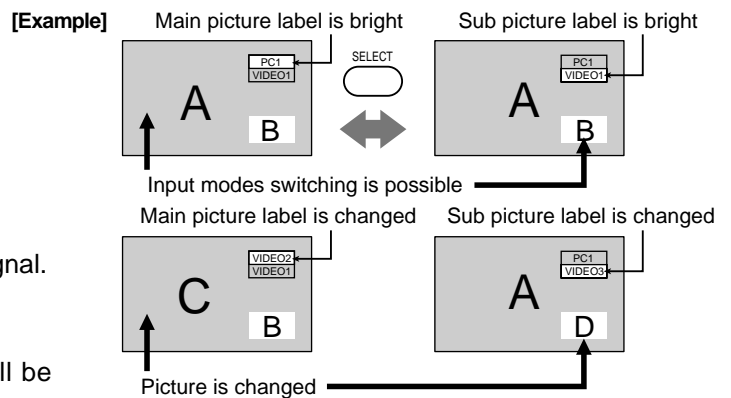 [Example] Main picture label is bright Sub picture label is bright
PC1
VIDEO1
SELECT
PC1
VIDEO1
A
B
A
B
Input modes switching is possible
Main picture label is changed Sub picture label is changed
gnal.
VIDEO2
VIDEO1
PC1
VIDEO3
C
B
A
D
ll be
Picture is changed